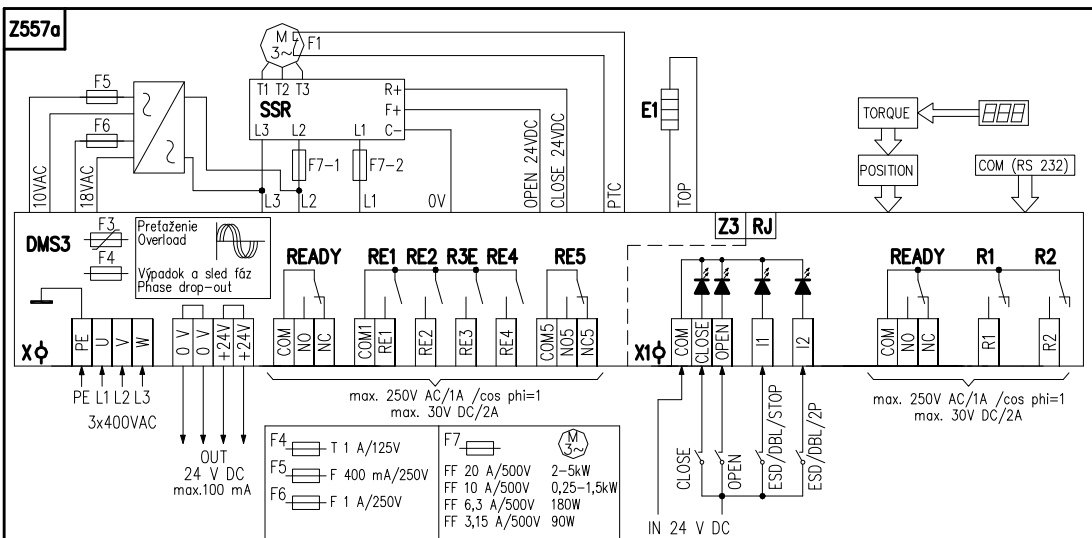 Z557a
M
3~
F1
F5
F6
T1 T2 T3
SSR
R+
F+
C-
L3 L2 L1
F7-1
F7-2
10VAC
18VAC
L3 L2 L1 0V
OPEN 24VDC
CLOSE 24VDC
PTC
E1
TOP
TORQUE
POSITION
COM (RS 232)
DMS3
F3
F4
Preťaženie
Overload
Výpadok a sled fáz
Phase drop-out
Z3 RJ
READY RE1 RE2 R3E RE4 RE5
READY R1 R2
X
PE U V W
0 V 0 V +24V +24V
COM NO NC
COM1 RE1 RE2 RE3 RE4
COM5 NO5 NC5
X1
COM CLOSE OPEN I1 I2
COM NO NC R1 R2
PE L1 L2 L3
3x400VAC
OUT
24 V DC
max.100 mA
max. 250V AC/1A /cos phi=1
max. 30V DC/2A
CLOSE
OPEN
ESD/DBL/STOP
ESD/DBL/2P
IN 24 V DC
max. 250V AC/1A /cos phi=1
max. 30V DC/2A
F4 T 1 A/125V
F5 F 400 mA/250V
F6 F 1 A/250V
F7 M 3~
FF 20 A/500V 2-5kW
FF 10 A/500V 0,25-1,5kW
FF 6,3 A/500V 180W
FF 3,15 A/500V 90W